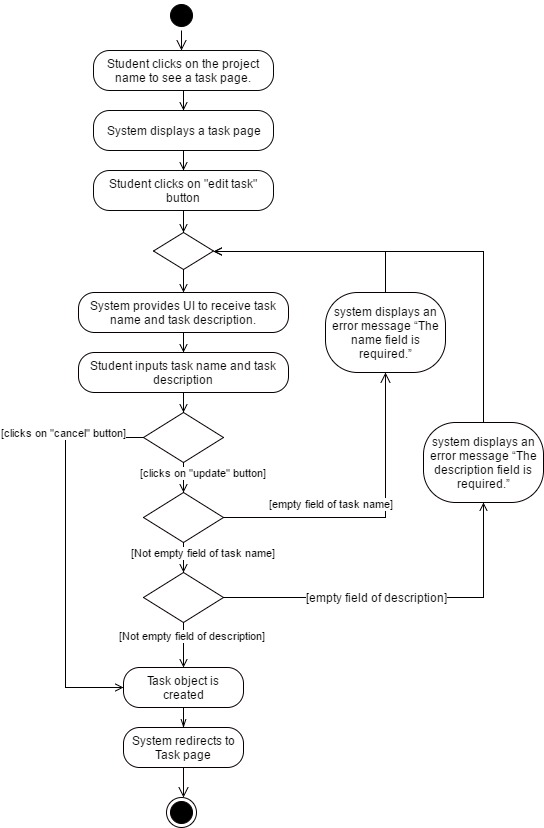 Student clicks on the project
name to see a task page.
System displays a task page
Student clicks on "edit task"
button
System provides UI to receive task
name and task description.
system displays an
error message “The
name field is
required.”
Student inputs task name and task
description
[clicks on "cancel" button]
system displays an
error message “The
description field is
required.”
[clicks on "update" button]
[empty field of task name]
[Not empty field of task name]
[empty field of description]
[Not empty field of description]
Task object is
created
System redirects to
Task page